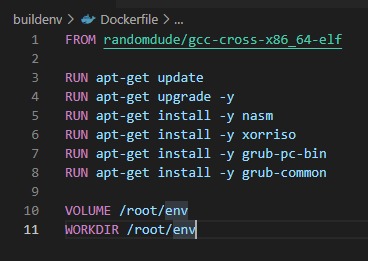 buildenv > Dockerfile > ...
1 FROM randomdude/gcc-cross-x86_64-elf
2
3 RUN apt-get update
4 RUN apt-get upgrade -y
5 RUN apt-get install -y nasm
6 RUN apt-get install -y xorriso
7 RUN apt-get install -y grub-pc-bin
8 RUN apt-get install -y grub-common
9
10 VOLUME /root/env
11 WORKDIR /root/env